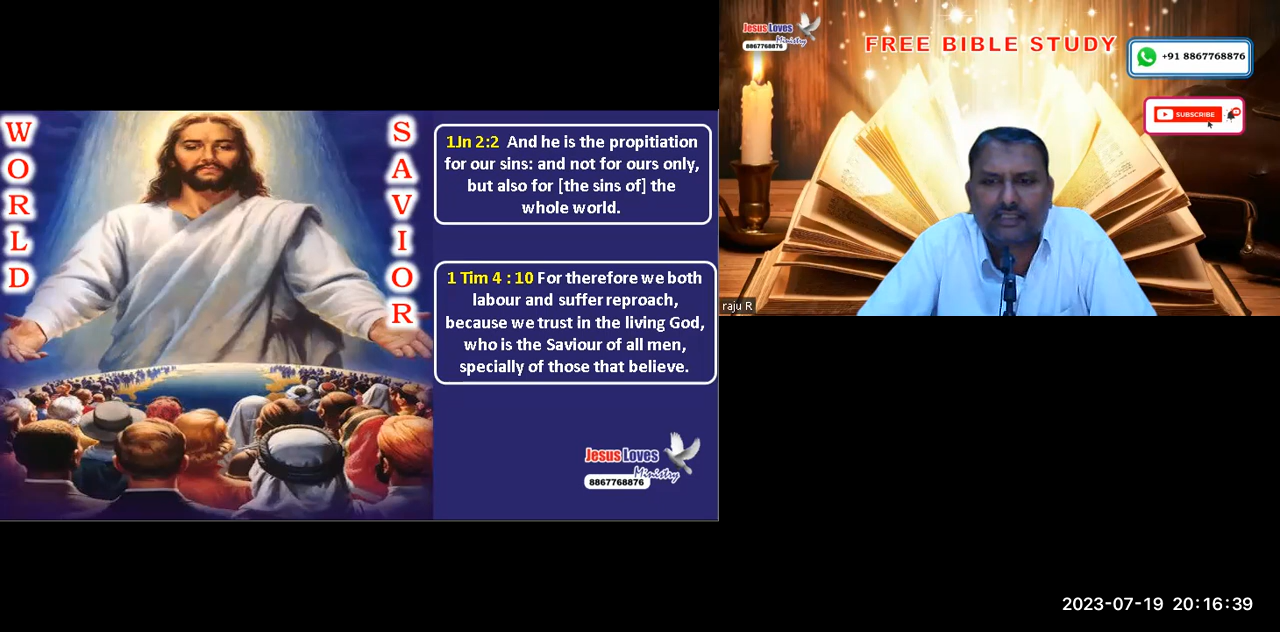 WORLD
SAVIOR
1Jn 2:2 And he is the propitiation
for our sins: and not for ours only,
but also for [the sins of] the
whole world.
1 Tim 4 : 10 For therefore we both
labour and suffer reproach,
because we trust in the living God,
who is the Saviour of all men,
specially of those that believe.
Jesus Loves
Ministry
8867768876
Jesus Loves
Ministry
8867768876
FREE BIBLE STUDY
+91 8867768876
SUBSCRIBE
raju R
2023-07-19 20:16:39